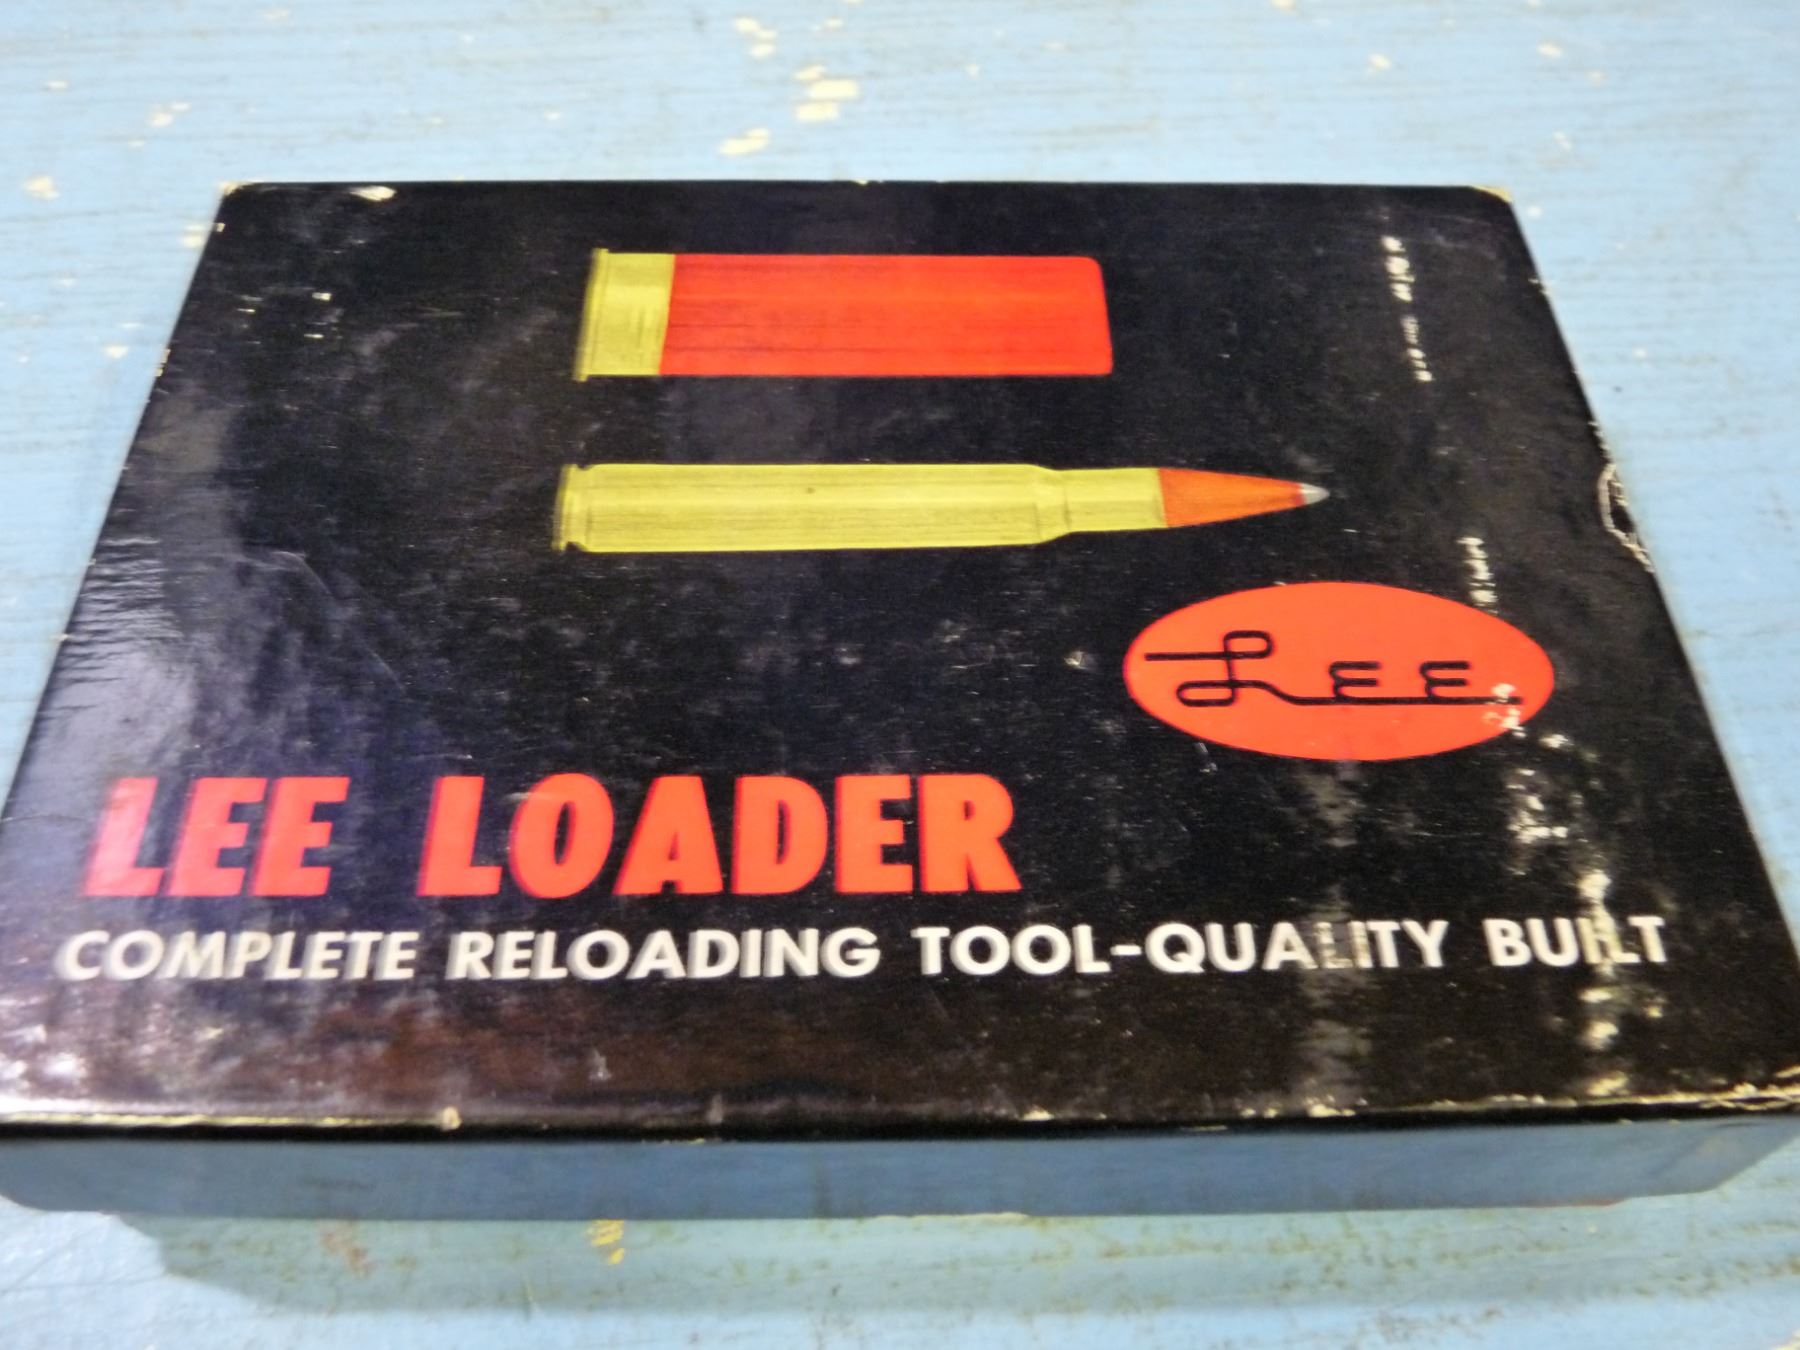 Lee
LEE LOADER
COMPLETE RELOADING TOOL-QUALITY BUILT